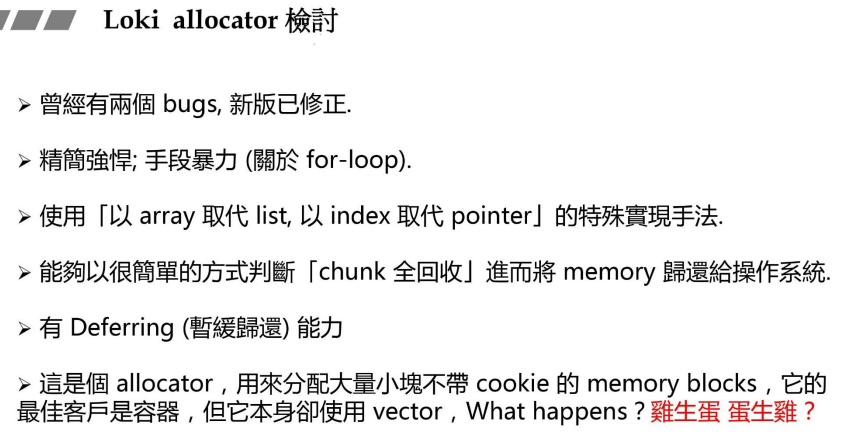 Loki allocator 檢討
➢ 曾經有兩個 bugs, 新版已修正.
➢ 精簡強悍; 手段暴力 (關於 for-loop).
➢ 使用「以 array 取代 list, 以 index 取代 pointer」的特殊實現手法.
➢ 能夠以很簡單的方式判斷「chunk 全回收」進而將 memory 歸還給操作系統.
➢ 有 Deferring (暫緩歸還) 能力
➢ 這是個 allocator，用來分配大量小塊不帶 cookie 的 memory blocks，它的
最佳客戶是容器，但它本身卻使用 vector，What happens？雞生蛋 蛋生雞？